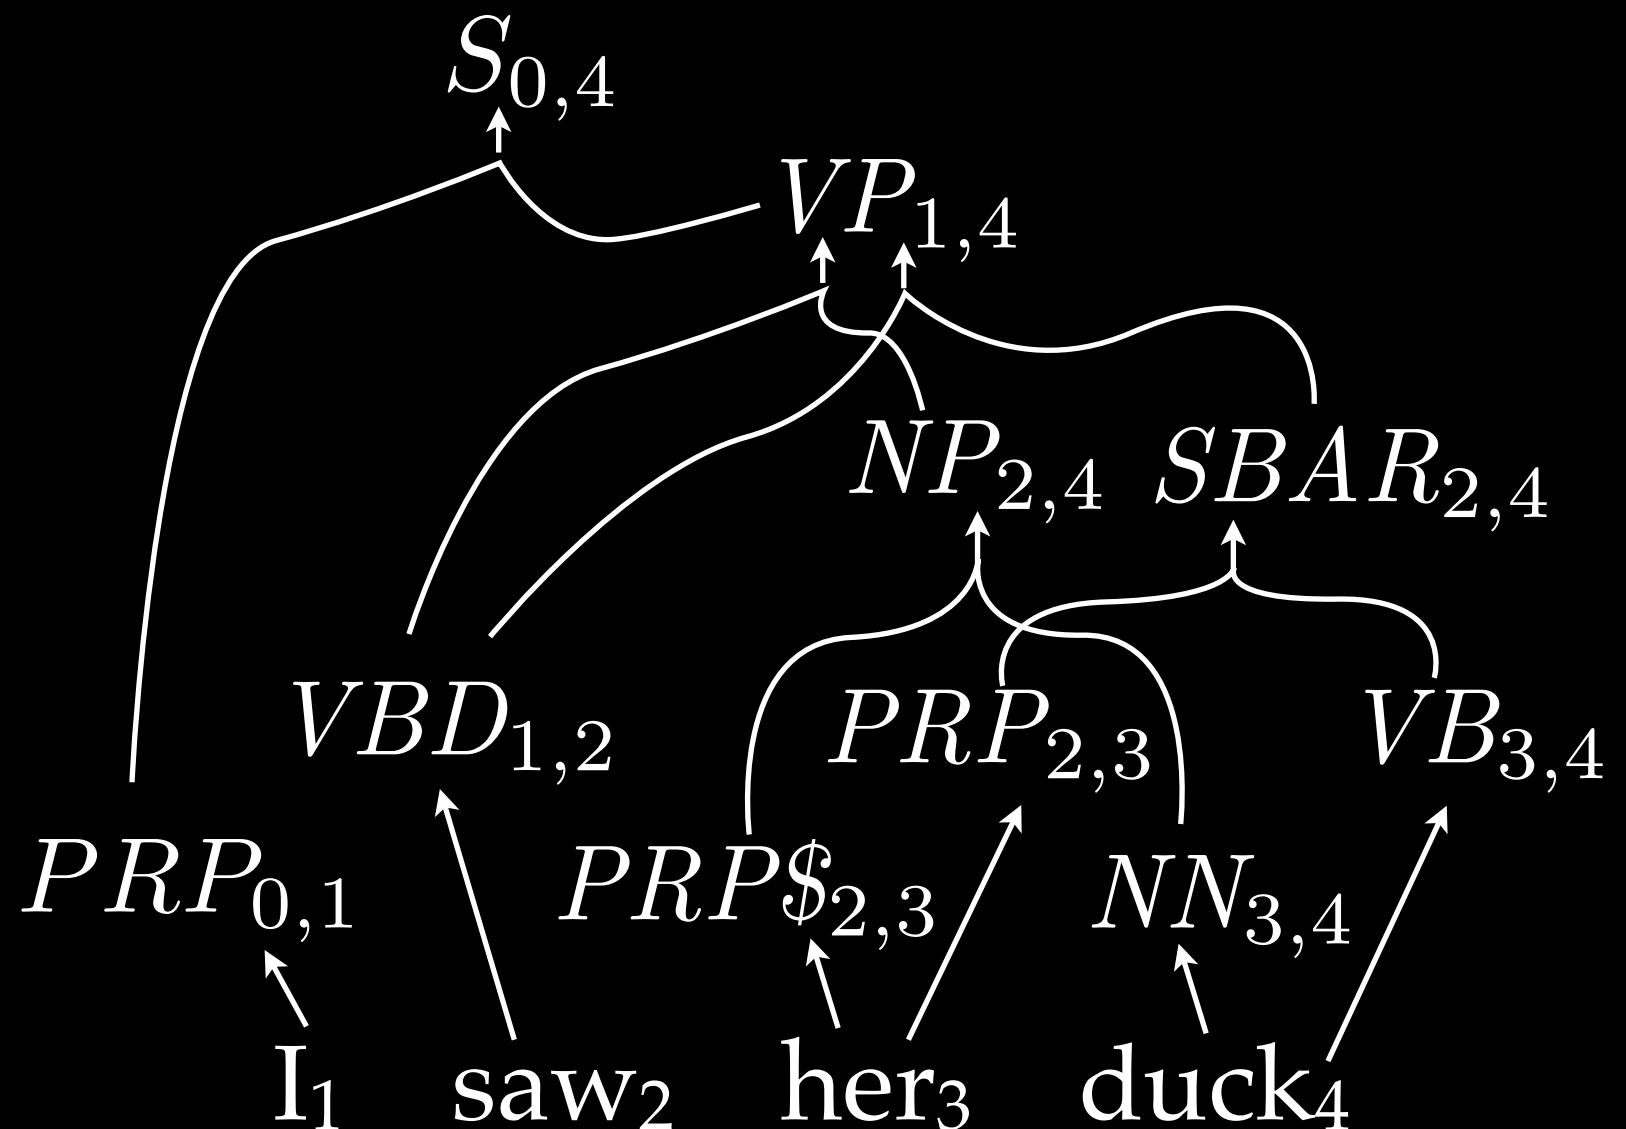 S0,4
VP1,4
NP2,4 SBAR2,4
VBD1,2 PRP2,3 VB3,4
PRP0,1 PRP$2,3 NN3,4
I1 saw2 her3 duck4